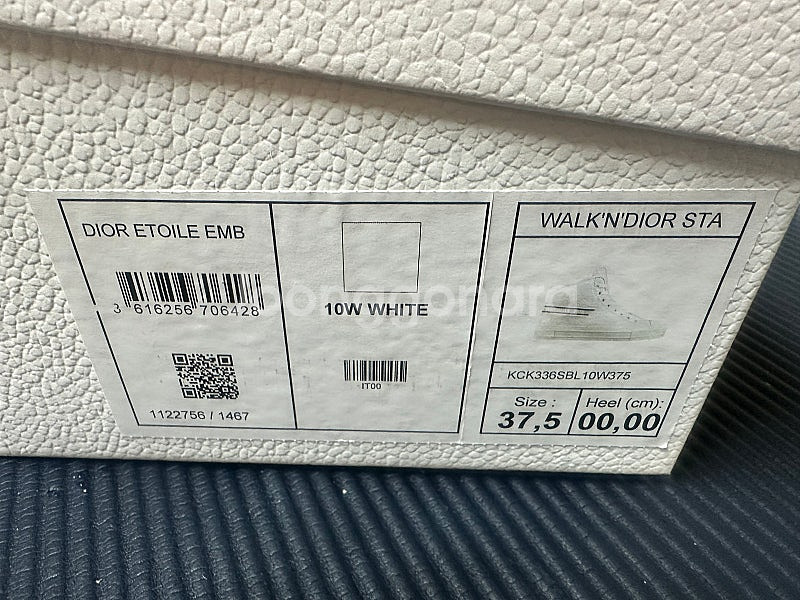 DIOR ETOILE EMB
3 616256 706428
1122756 / 1467
10W WHITE
IT00
WALK'N'DIOR STA
KCK336SBL10W375
Size :
37,5
Heel (cm):
00,00